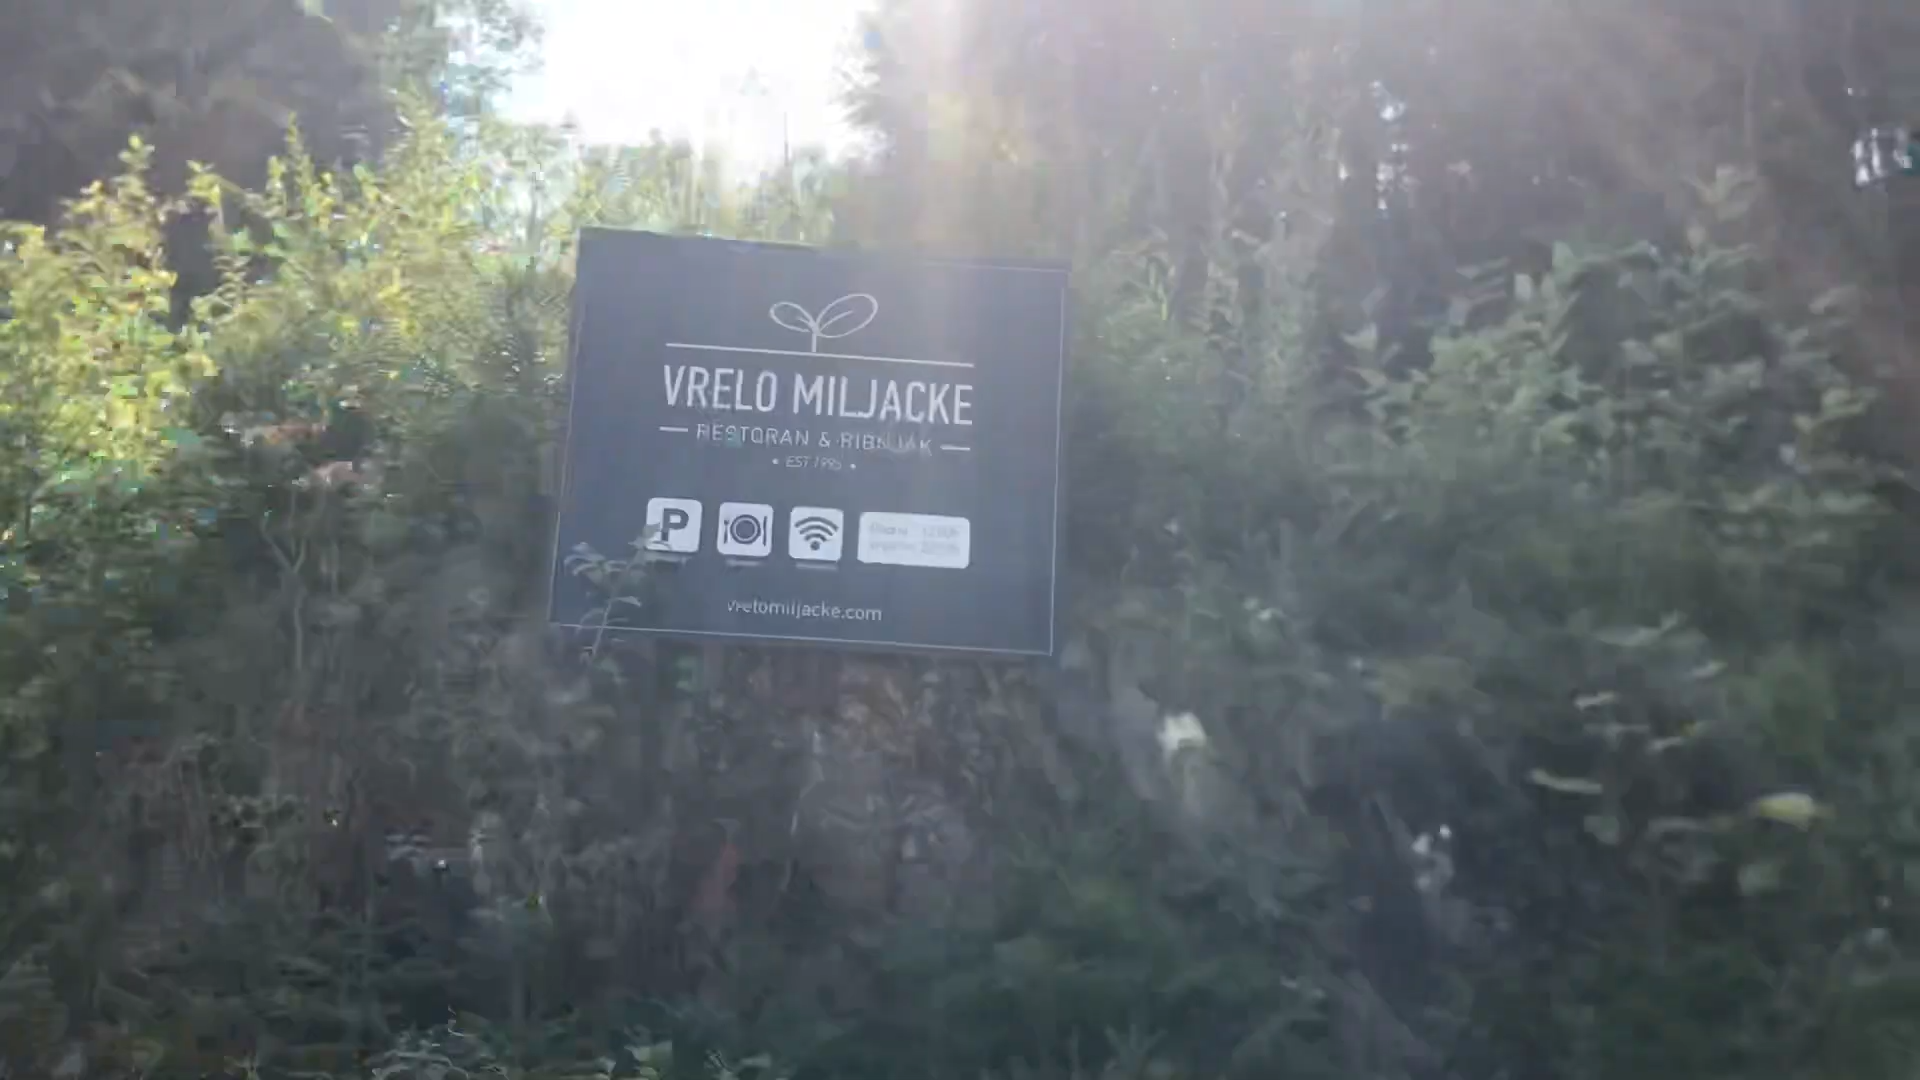 VRELO MILJACKE
RESTORAN & RIBNJAK
EST 1995
P
vrelomiljacke.com